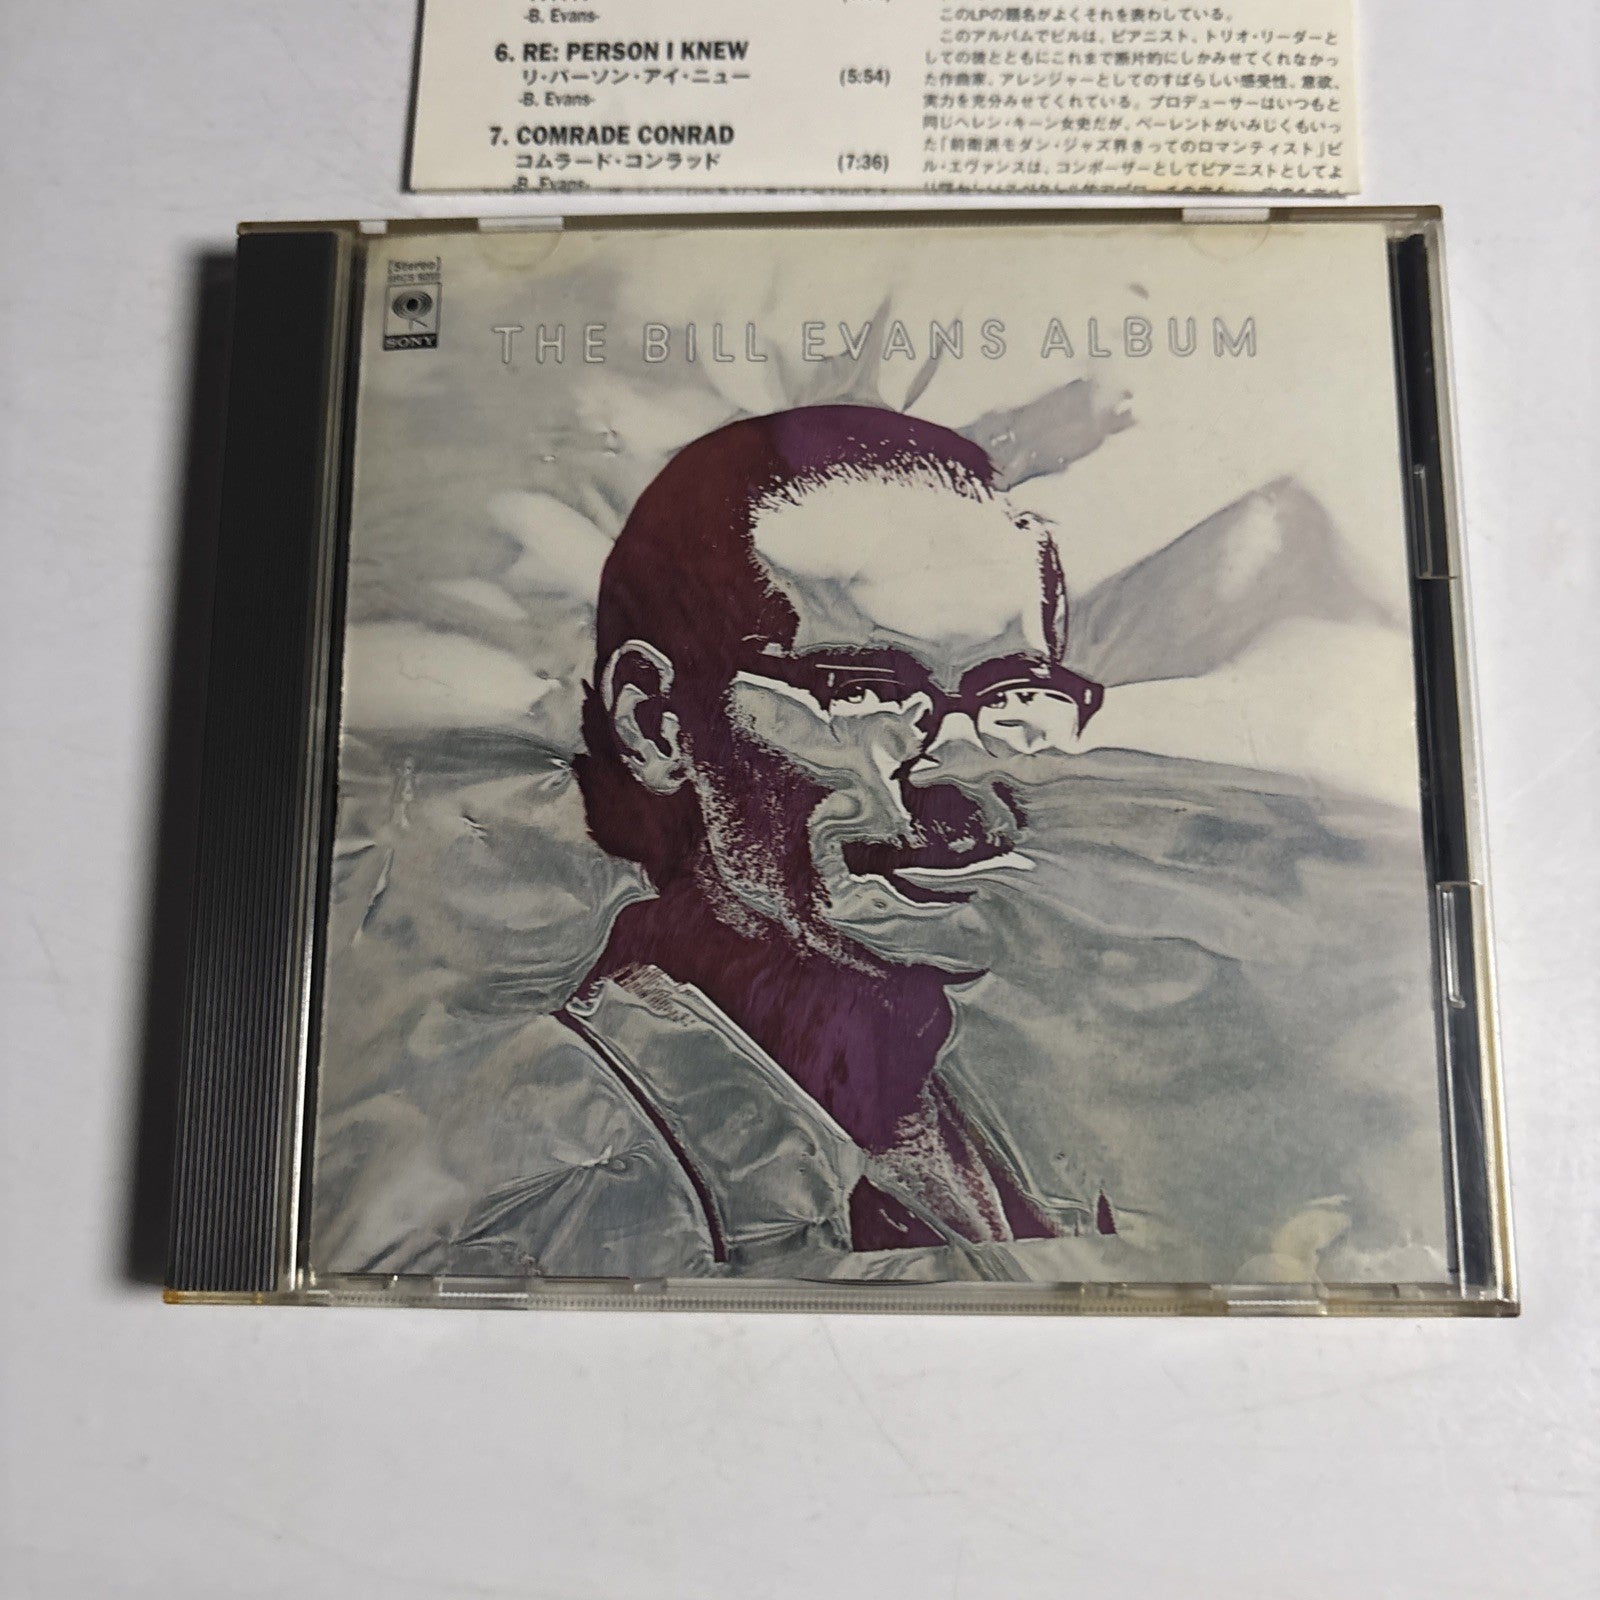 -B. Evans-
6. RE: PERSON I KNEW
リ・パーソン・アイ・ニュー (5:54)
-B. Evans-
7. COMRADE CONRAD
コムラード・コンラッド (7:36)
-B. Evans-
このLPの題名がよくそれを表わしている。
このアルバムでビルは、ピアニスト、トリオ・リーダーと
しての彼とともにこれまで断片的にしかみせてくれなかっ
た作曲家、アレンジャーとしてのすばらしい感受性、意欲、
実力を充分みせてくれている。プロデューサーはいつもと
同じヘレン・キーン女史だが、ベーレントがいみじくもいっ
た「前衛派モダン・ジャズ界きってのロマンティスト」ビ
ル・エヴァンスは、コンポーザーとしてピアニストとしてよ
[Stereo]
SONY
THE BILL EVANS ALBUM